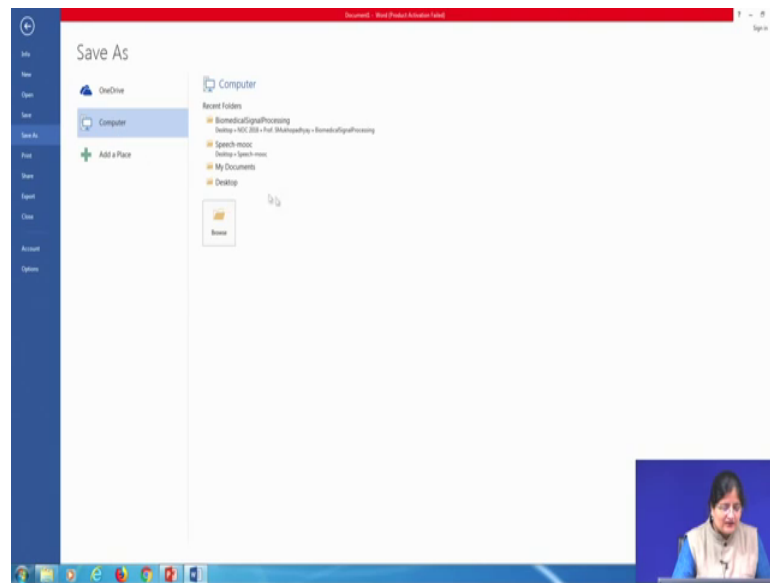 Document1 - Word (Product Activation Failed)
Sign in
Info
New
Open
Save
Save As
Print
Share
Export
Close
Account
Options
Save As
OneDrive
Computer
Add a Place
Computer
Recent Folders
BiomedicalSignalProcessing
Desktop » NOC 2018 » Prof. SMukhopadhyay » BiomedicalSignalProcessing
Speech-mooc
Desktop » Speech-mooc
My Documents
Desktop
Browse